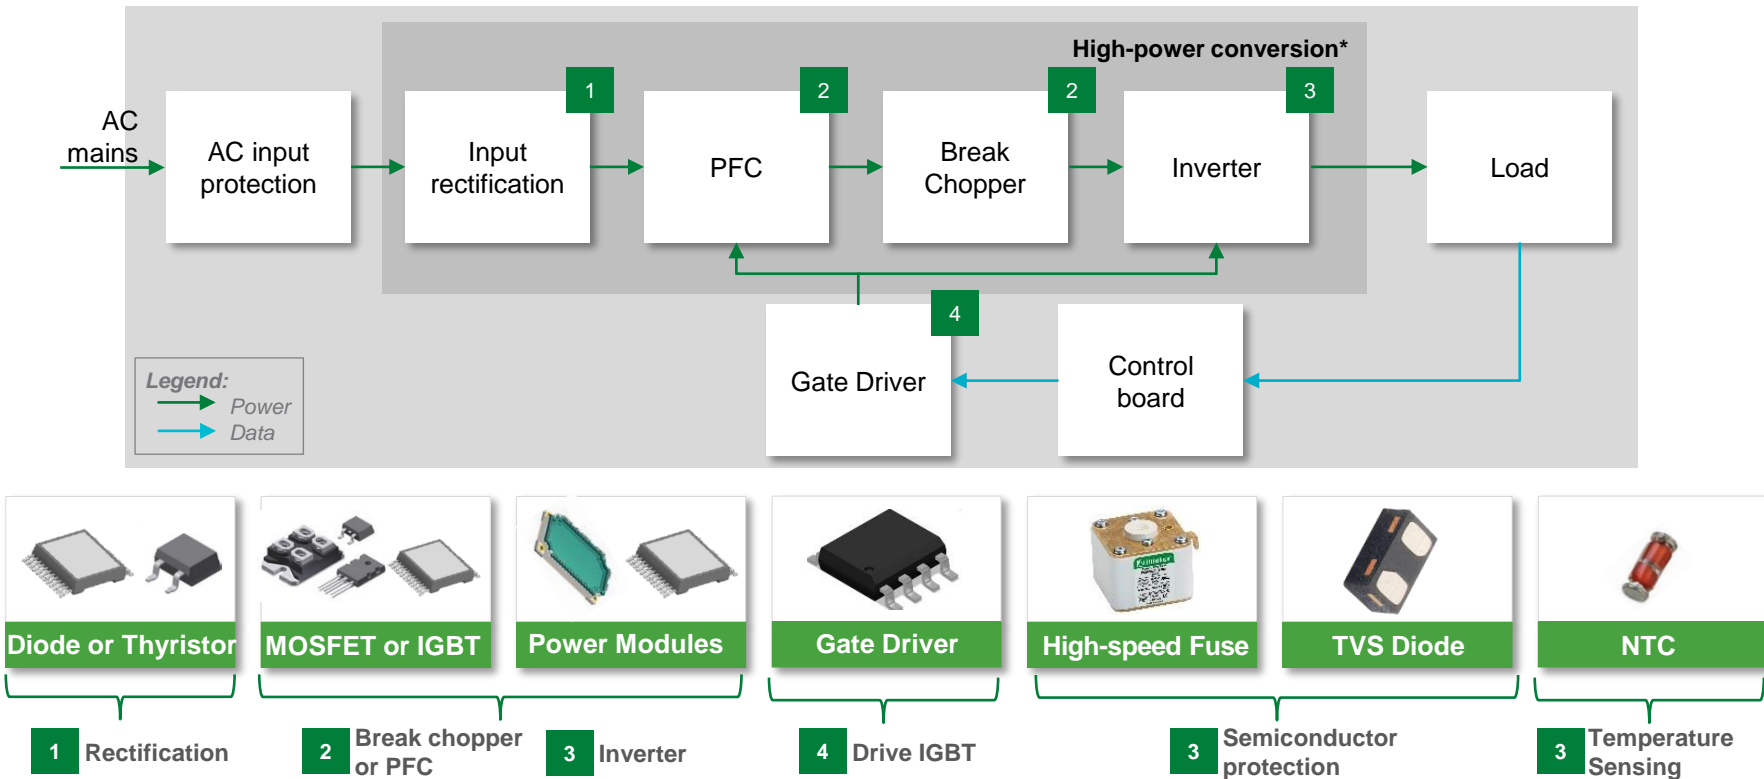 High-power conversion*
1
2
2
3
AC
mains
AC input
protection
Input
rectification
PFC
Break
Chopper
Inverter
Load
4
Gate Driver
Control
board
Legend:
Power
Data
Diode or Thyristor
MOSFET or IGBT
Power Modules
Gate Driver
High-speed Fuse
TVS Diode
NTC
1 Rectification
2 Break chopper
or PFC
3 Inverter
4 Drive IGBT
3 Semiconductor
protection
3 Temperature
Sensing